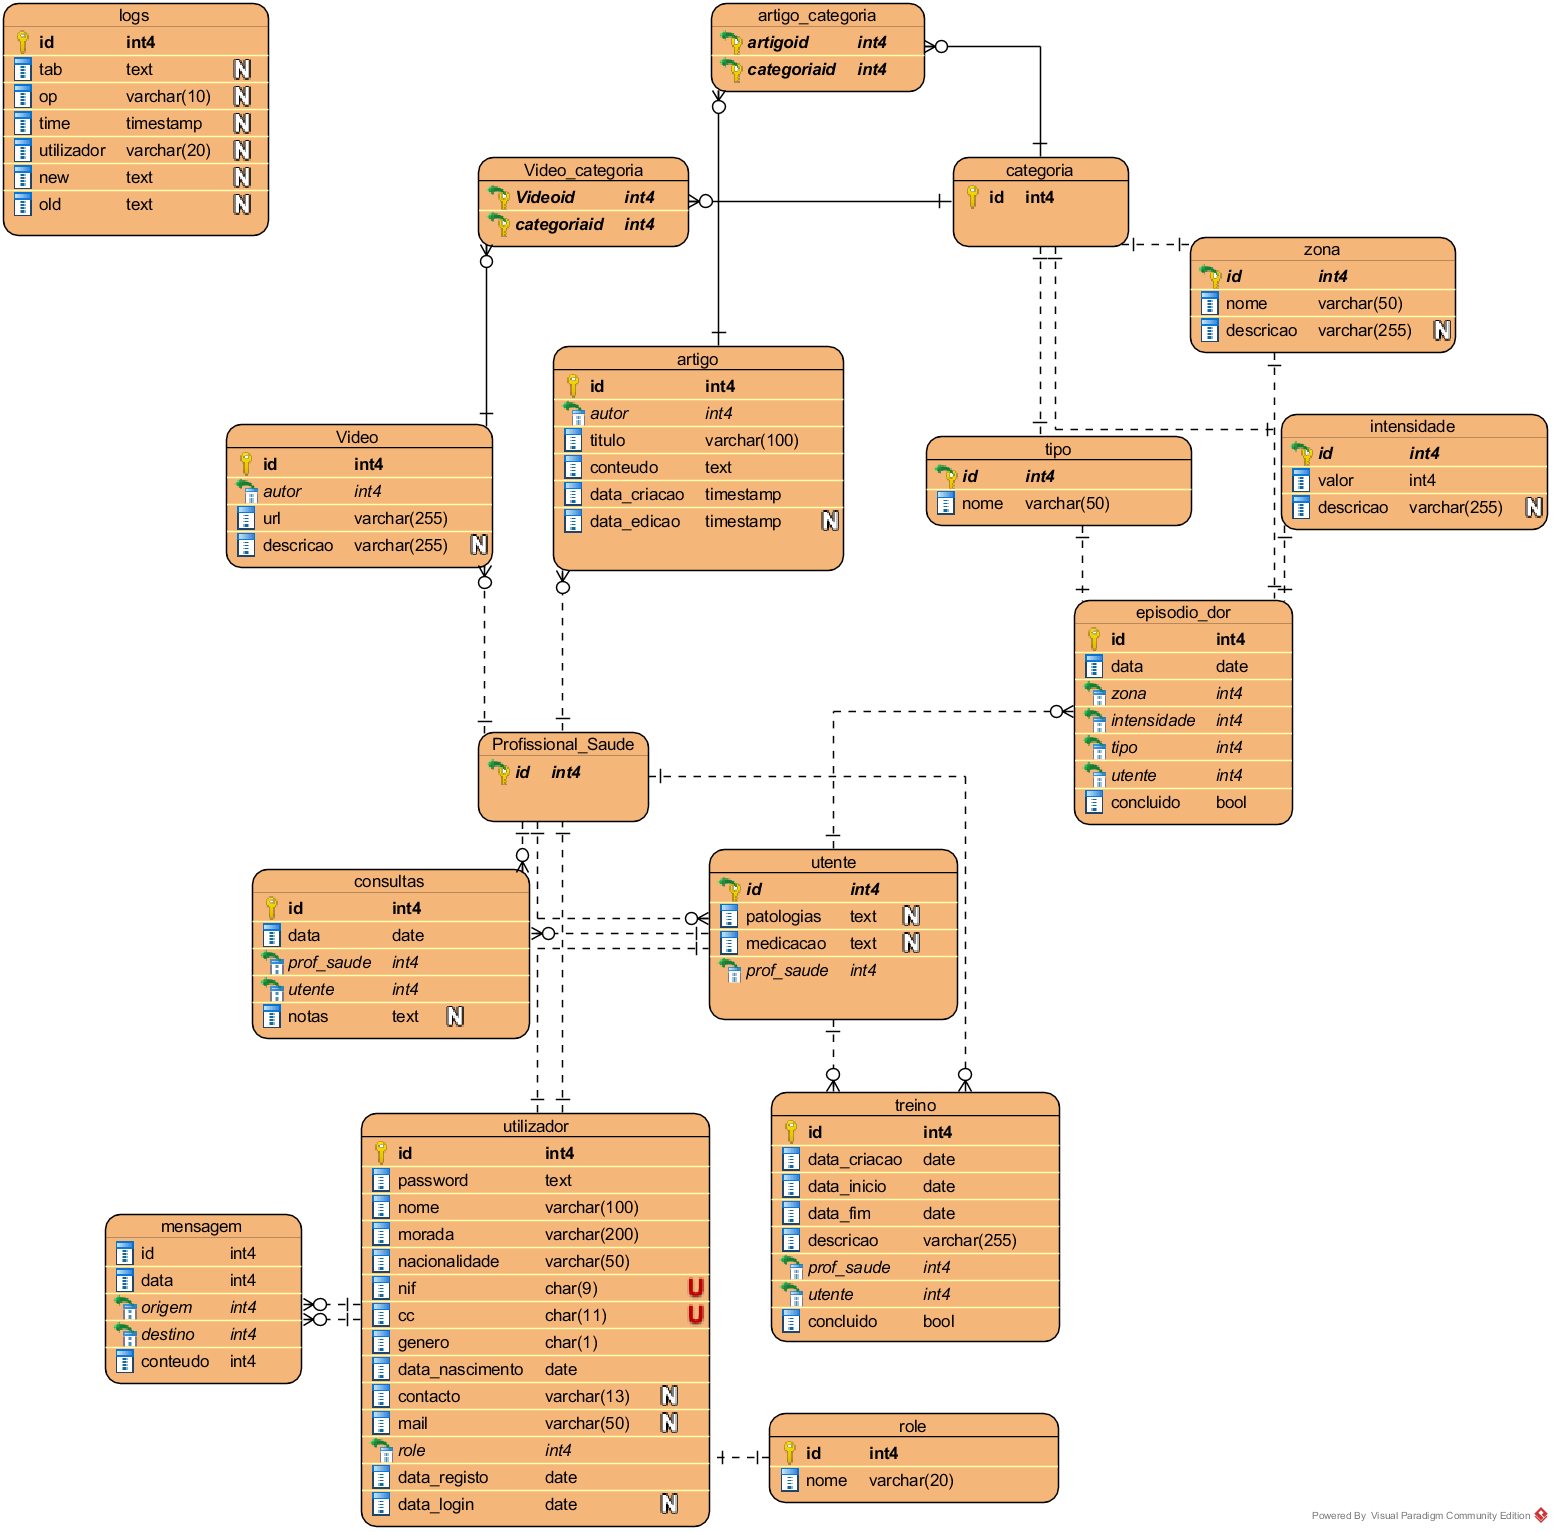 logs
id int4
tab text N
op varchar(10) N
time timestamp N
utilizador varchar(20) N
new text N
old text N
artigo_categoria
artigoid int4
categoriaid int4
Video_categoria
Videoid int4
categoriaid int4
categoria
id int4
zona
id int4
nome varchar(50)
descricao varchar(255) N
artigo
id int4
autor int4
titulo varchar(100)
conteudo text
data_criacao timestamp
data_edicao timestamp N
Video
id int4
autor int4
url varchar(255)
descricao varchar(255) N
tipo
id int4
nome varchar(50)
intensidade
id int4
valor int4
descricao varchar(255) N
episodio_dor
id int4
data date
zona int4
intensidade int4
tipo int4
utente int4
concluido bool
Profissional_Saude
id int4
consultas
id int4
data date
prof_saude int4
utente int4
notas text N
utente
id int4
patologias text N
medicacao text N
prof_saude int4
treino
id int4
data_criacao date
data_inicio date
data_fim date
descricao varchar(255)
prof_saude int4
utente int4
concluido bool
utilizador
id int4
password text
nome varchar(100)
morada varchar(200)
nacionalidade varchar(50)
nif char(9) U
cc char(11) U
genero char(1)
data_nascimento date
contacto varchar(13) N
mail varchar(50) N
role int4
data_registo date
data_login date N
mensagem
id int4
data int4
origem int4
destino int4
conteudo int4
role
id int4
nome varchar(20)
Powered By Visual Paradigm Community Edition